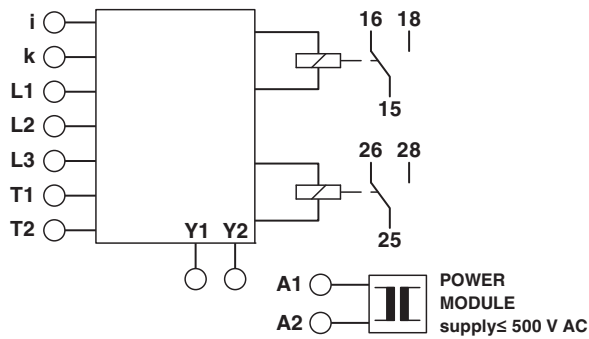 i
k
L1
L2
L3
T1
T2
Y1 Y2
16 18
15
26 28
25
A1
A2
POWER
MODULE
supply≤ 500 V AC